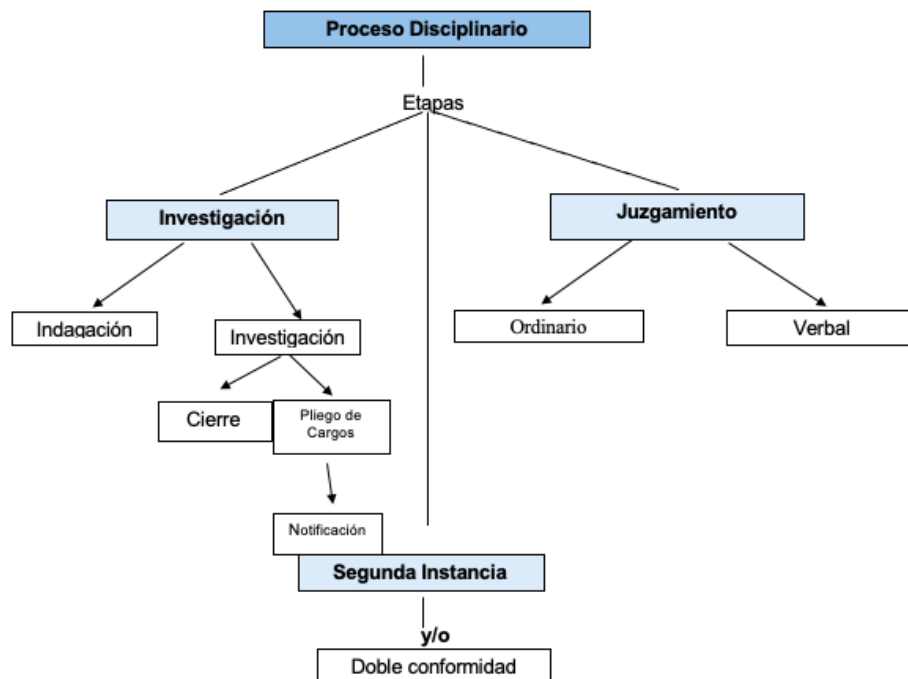 Proceso Disciplinario
Etapas
Investigación
Juzgamiento
Indagación
Investigación
Ordinario
Verbal
Cierre
Pliego de
Cargos
Notificación
Segunda Instancia
y/o
Doble conformidad